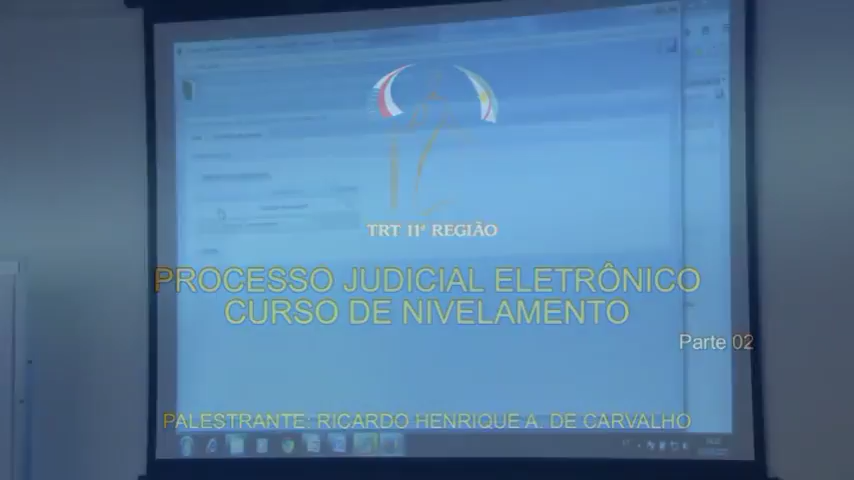 TRT 11ª REGIÃO
PROCESSO JUDICIAL ELETRÔNICO
CURSO DE NIVELAMENTO
Parte 02
PALESTRANTE: RICARDO HENRIQUE A. DE CARVALHO